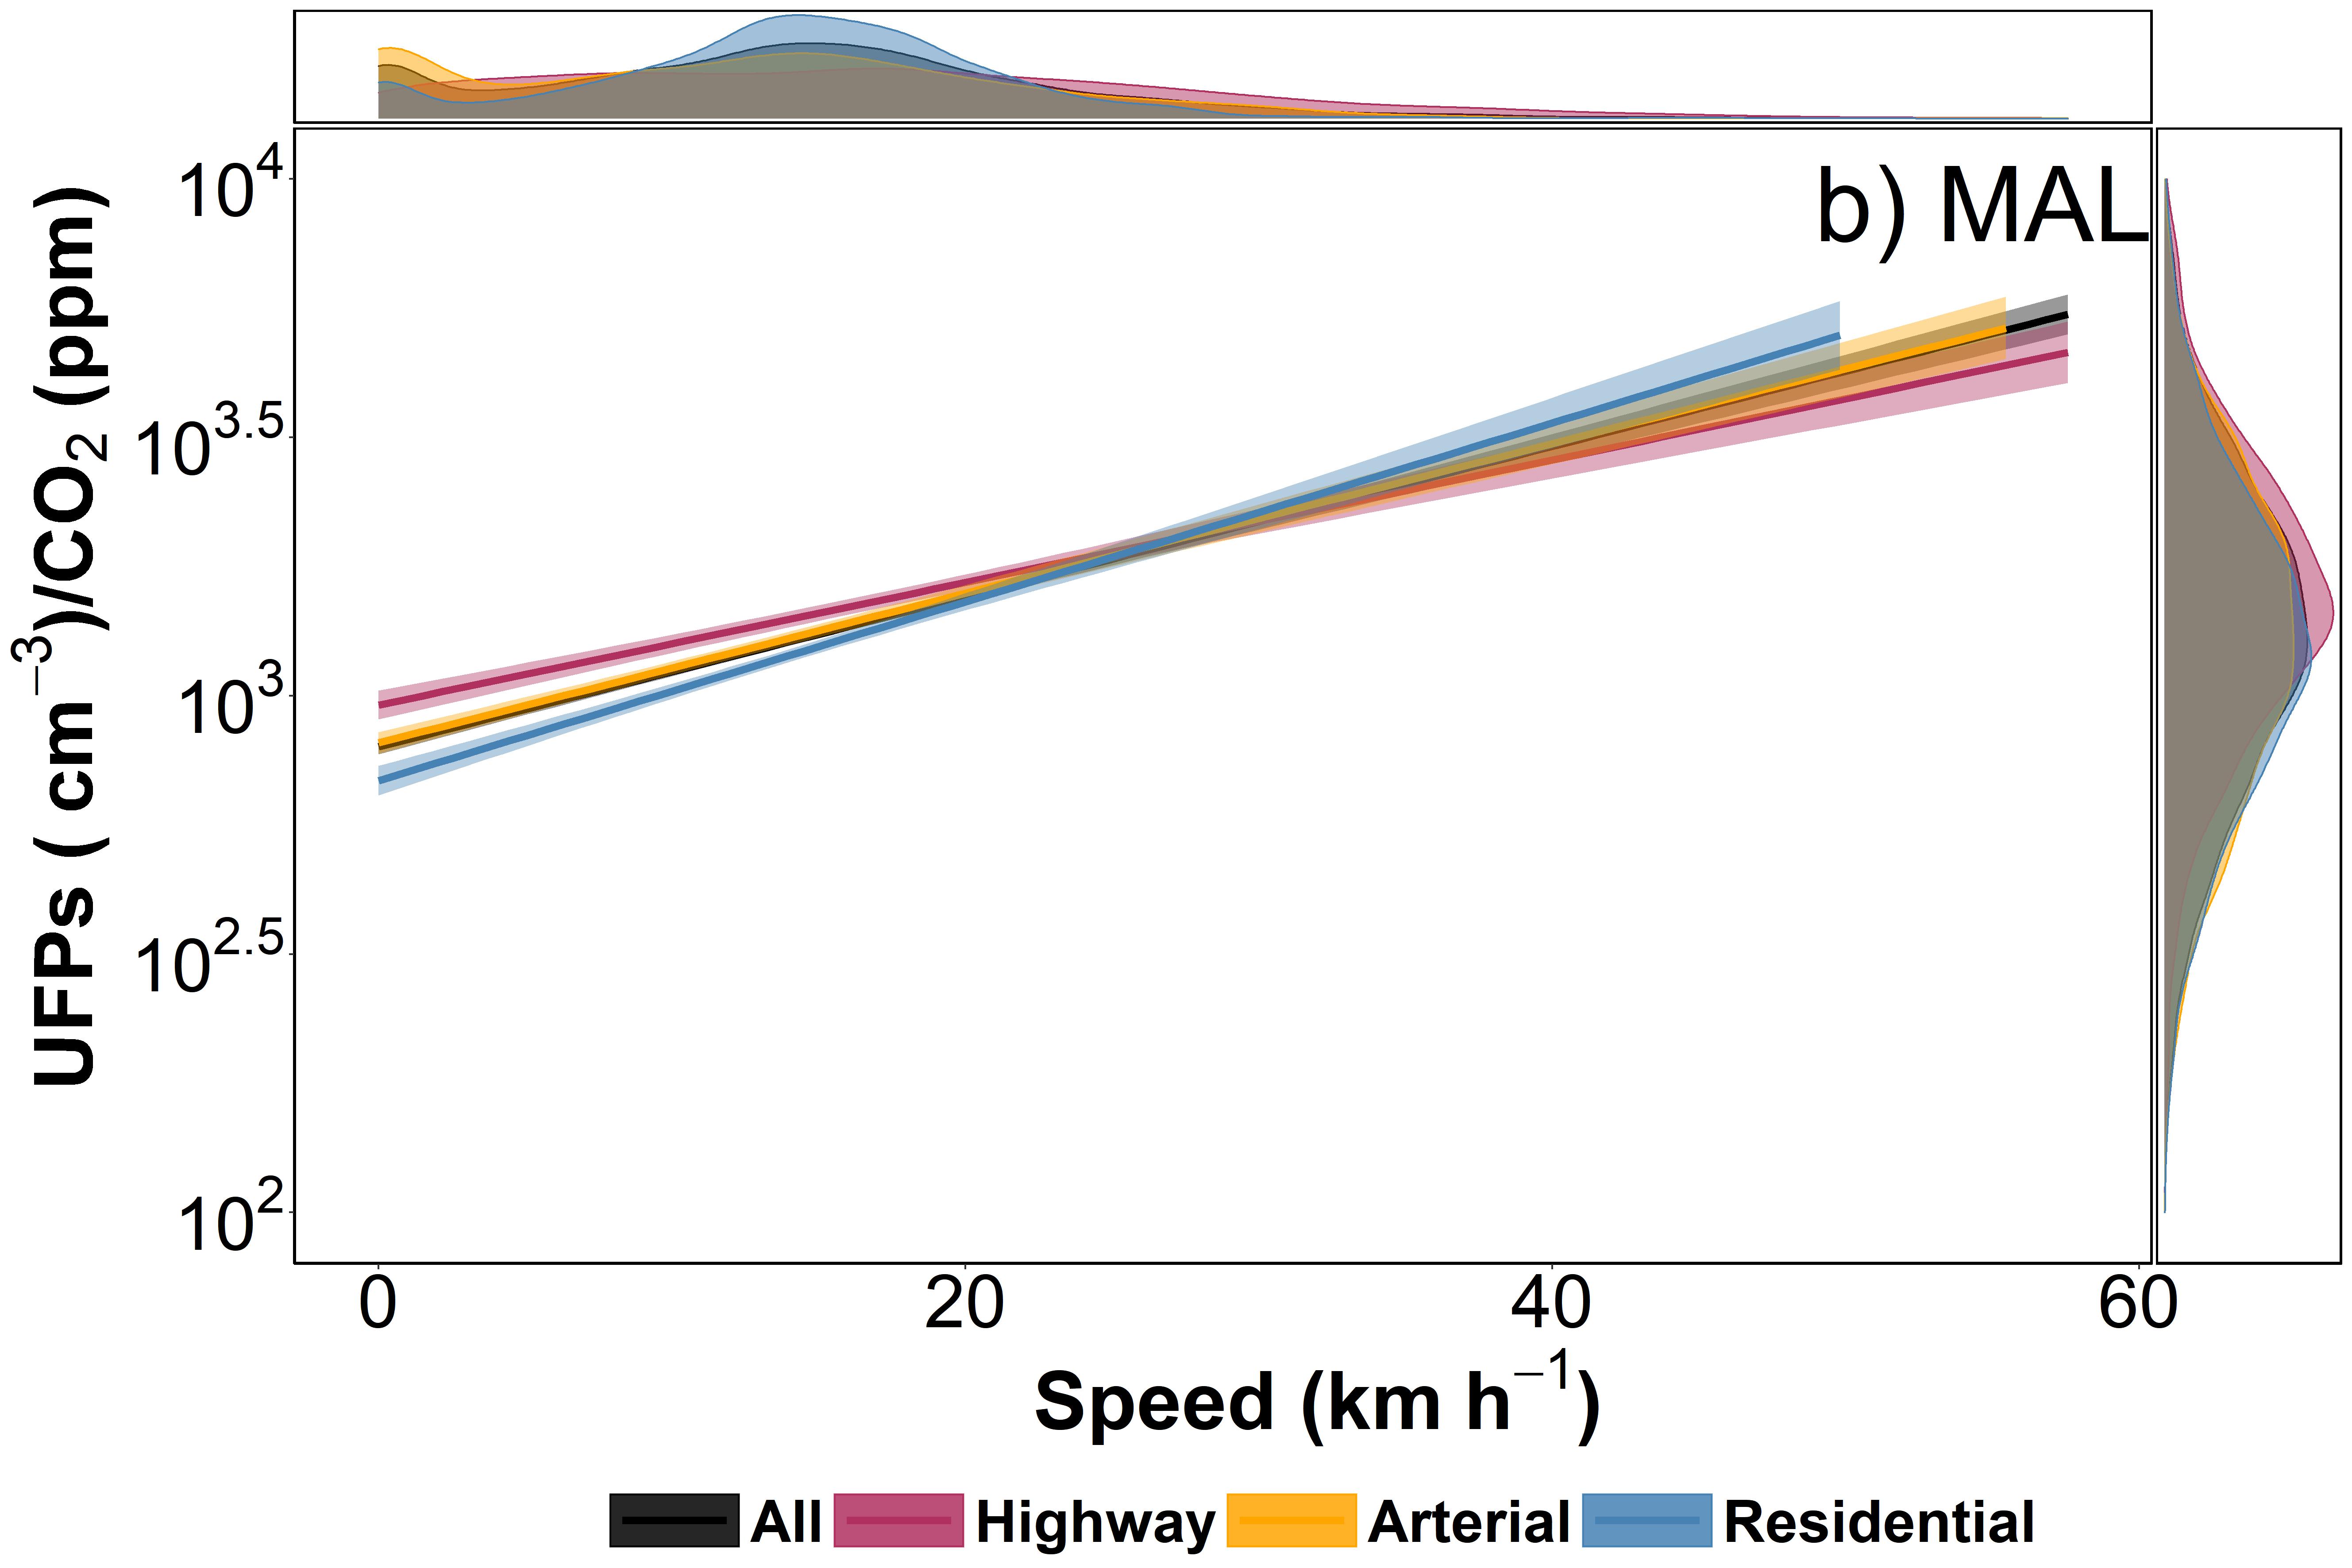 b) MAL
10^4
10^3.5
10^3
10^2.5
10^2
UFPs ( cm^−3)/CO_2 (ppm)
0 20 40 60
Speed (km h^−1)
All Highway Arterial Residential